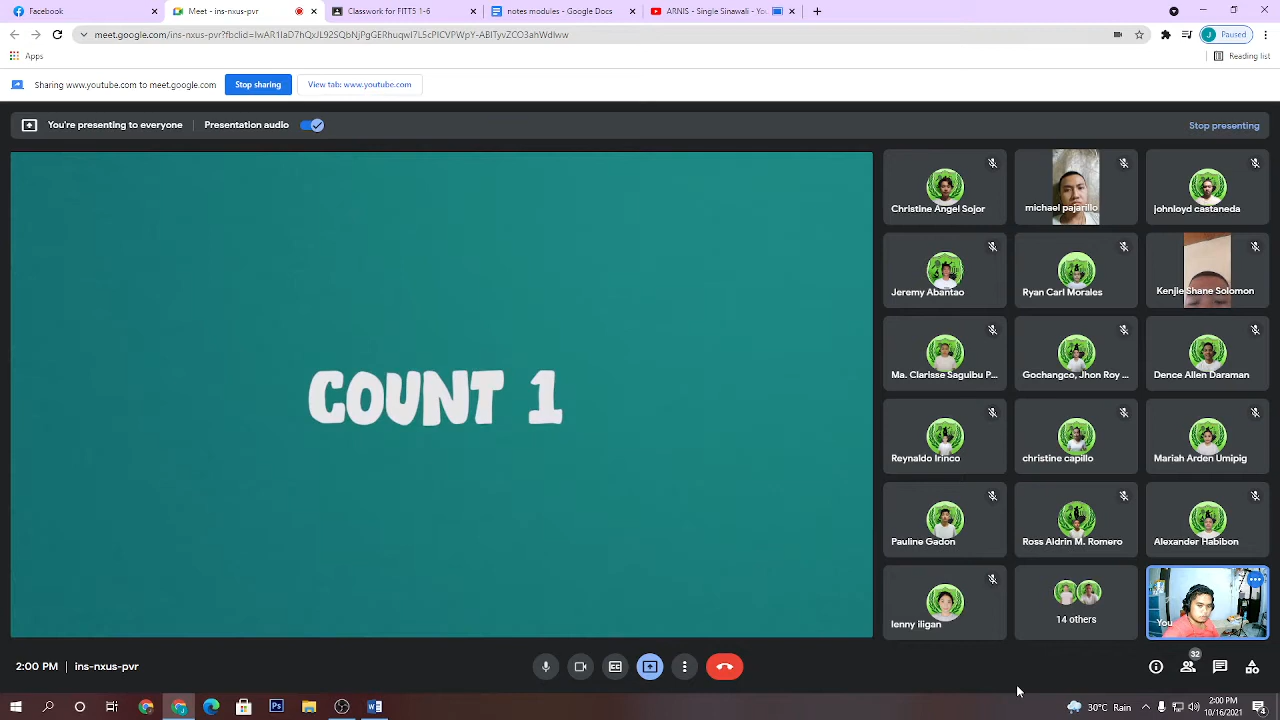 Facebook
Meet - ins-nxus-pvr
Classwork for FITTS 1-6
notes modules - Google Docs
ARNIS - Single Sinawali - You
meet.google.com/ins-nxus-pvr?fbclid=
Paused
Apps
Reading list
Sharing www.youtube.com to meet.google.com
Stop sharing
View tab: www.youtube.com
You're presenting to everyone
Presentation audio
Stop presenting
COUNT 1
Christine Angel Sojor
michael pajarillo
johnloyd castaneda
Jeremy Abantao
Ryan Carl Morales
Kenjie Shane Solomon
Ma. Clarisse Saguibu P...
Gochangco, Jhon Roy ...
Dence Allen Daraman
Reynaldo Irinco
christine capillo
Mariah Arden Umipig
Pauline Gadon
Ross Aldrin M. Romero
Alexander Habibon
lenny iligan
14 others
You
2:00 PM
ins-nxus-pvr
32
30°C Rain
2:00 PM
10/16/2021